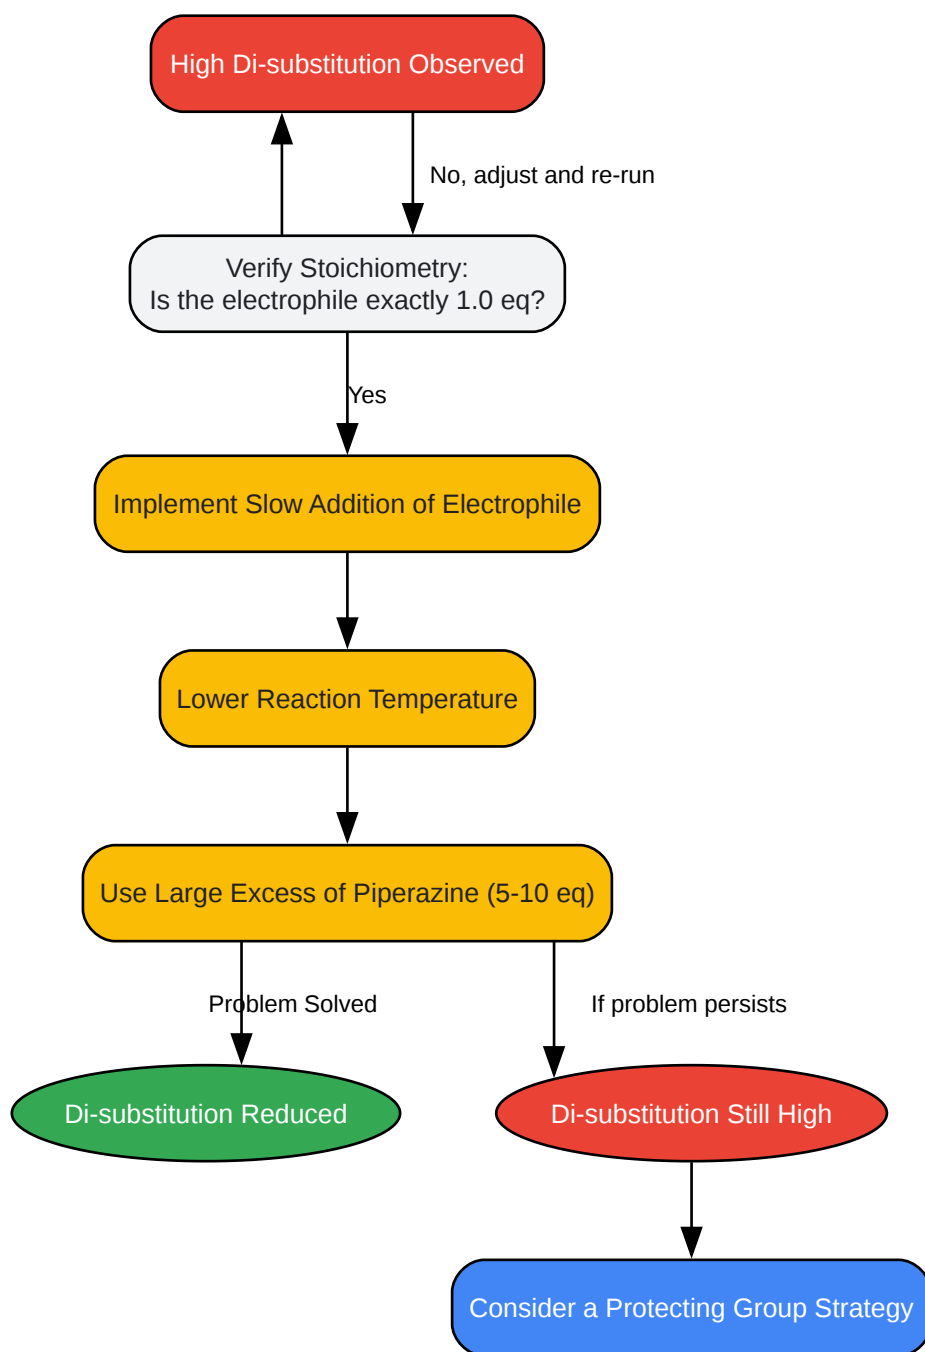 High Di-substitution Observed
No, adjust and re-run
Verify Stoichiometry:
Is the electrophile exactly 1.0 eq?
Yes
Implement Slow Addition of Electrophile
Lower Reaction Temperature
Use Large Excess of Piperazine (5-10 eq)
Problem Solved
If problem persists
Di-substitution Reduced
Di-substitution Still High
Consider a Protecting Group Strategy